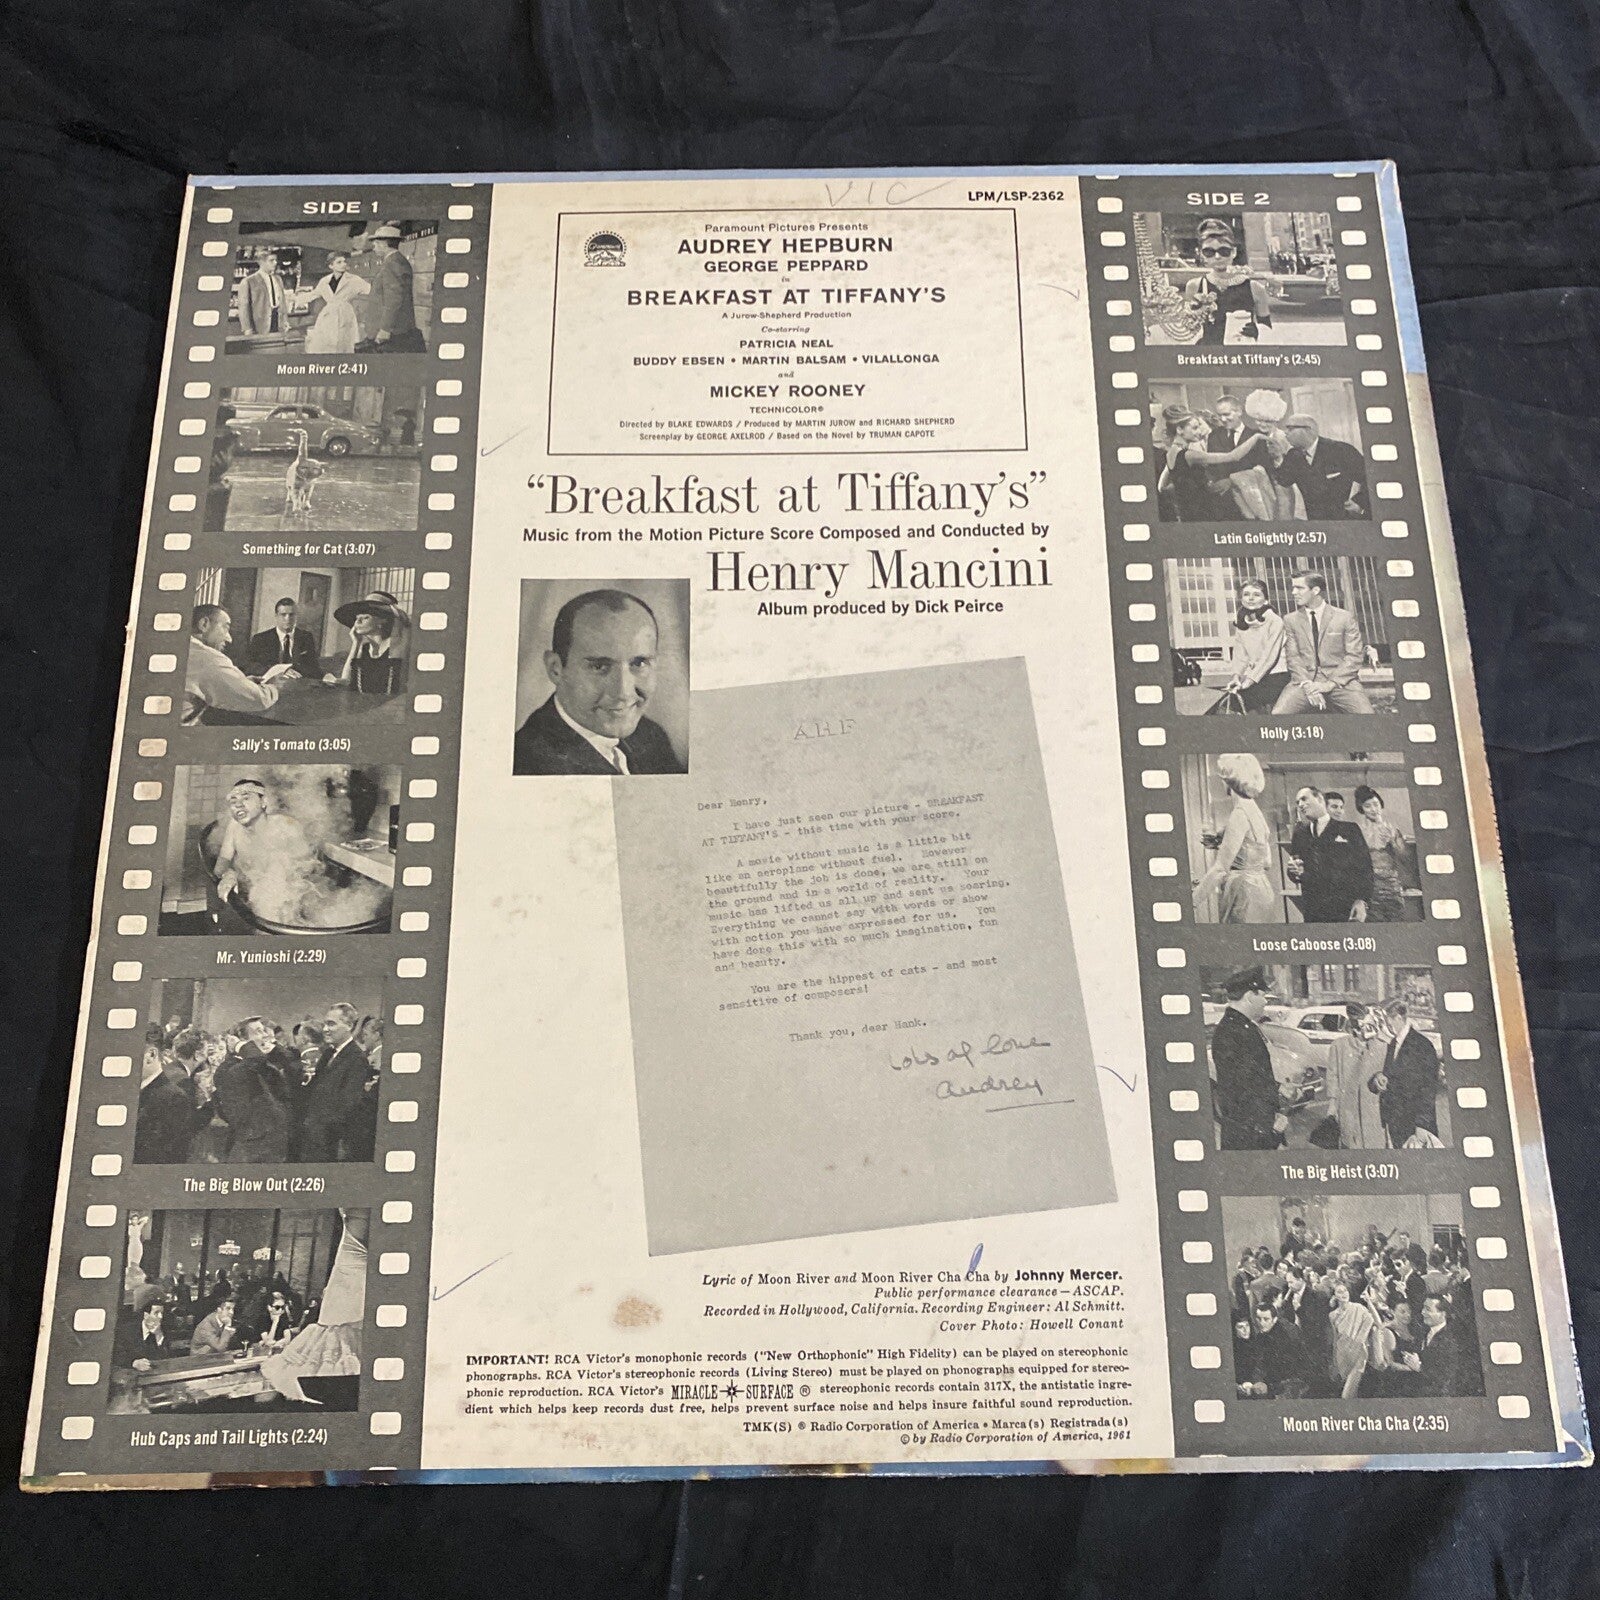 SIDE 1
Moon River (2:41)
Something for Cat (3:07)
Sally's Tomato (3:05)
Mr. Yunioshi (2:29)
The Big Blow Out (2:26)
Hub Caps and Tail Lights (2:24)
VIC
LPM/LSP-2362
Paramount Pictures Presents
AUDREY HEPBURN
GEORGE PEPPARD
in
BREAKFAST AT TIFFANY'S
A Jurow-Shepherd Production
Co-starring
PATRICIA NEAL
BUDDY EBSEN • MARTIN BALSAM • VILALLONGA
and
MICKEY ROONEY
TECHNICOLOR®
Directed by BLAKE EDWARDS / Produced by MARTIN JUROW and RICHARD SHEPHERD
Screenplay by GEORGE AXELROD / Based on the Novel by TRUMAN CAPOTE
Paramount
“Breakfast at Tiffany's”
Music from the Motion Picture Score Composed and Conducted by
Henry Mancini
Album produced by Dick Peirce
Dear Henry,
I have just seen our picture - BREAKFAST
AT TIFFANY'S - this time with your score.
A movie without music is a little bit
like an aeroplane without fuel. However
beautifully the job is done, we are still on
the ground and in a world of reality. Your
music has lifted us all up and sent us soaring.
Everything we cannot say with words or show
with action you have expressed for us. You
have done this with so much imagination, fun
and beauty.
You are the hippest of cats - and most
sensitive of composers!
Thank you, dear Hank.
Lots of love
Audrey
Lyric of Moon River and Moon River Cha Cha by Johnny Mercer.
Public performance clearance — ASCAP.
Recorded in Hollywood, California. Recording Engineer: Al Schmitt.
Cover Photo: Howell Conant
IMPORTANT! RCA Victor's monophonic records ("New Orthophonic" High Fidelity) can be played on stereophonic
phonographs. RCA Victor's stereophonic records (Living Stereo) must be played on phonographs equipped for stereo-
phonic reproduction. RCA Victor's MIRACLE SURFACE ® stereophonic records contain 317X, the antistatic ingre-
dient which helps keep records dust free, helps prevent surface noise and helps insure faithful sound reproduction.
TMK(S) ® Radio Corporation of America • Marca(s) Registrada(s)
© by Radio Corporation of America, 1961
SIDE 2
Breakfast at Tiffany's (2:45)
Latin Golightly (2:57)
Holly (3:18)
Loose Caboose (3:08)
The Big Heist (3:07)
Moon River Cha Cha (2:35)